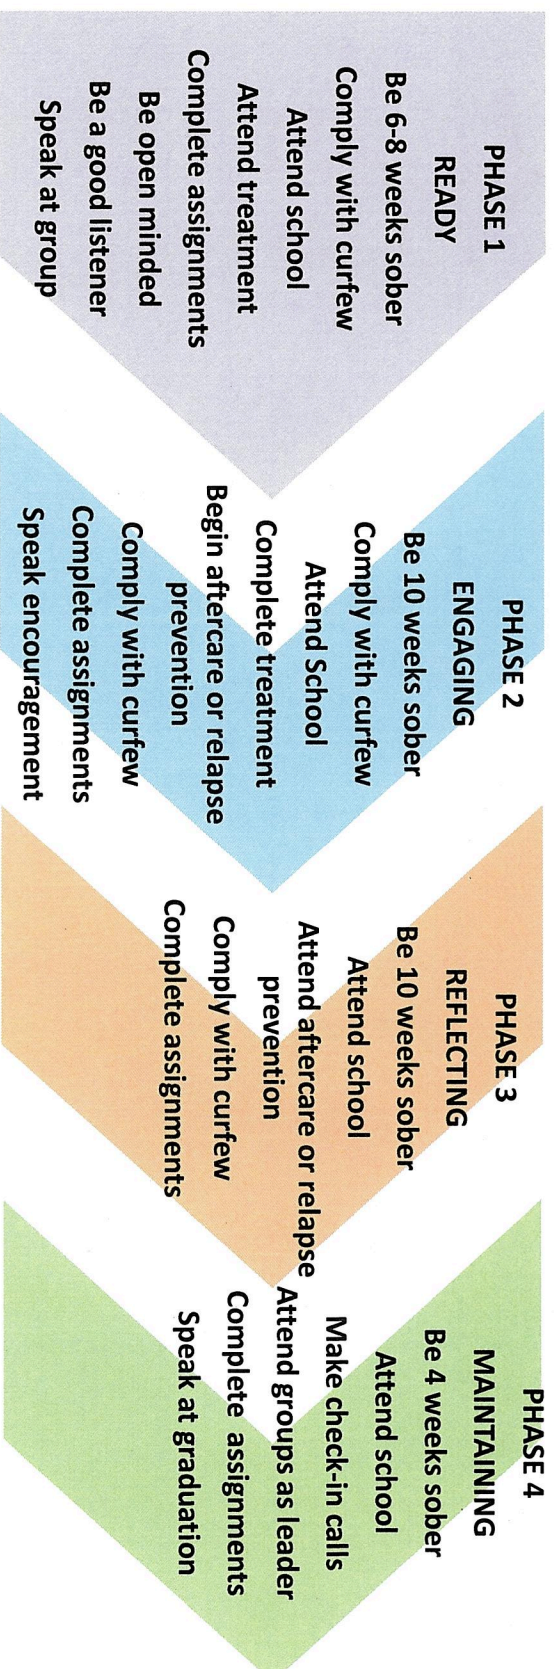 PHASE 1
READY
Be 6-8 weeks sober
Comply with curfew
Attend school
Attend treatment
Complete assignments
Be open minded
Be a good listener
Speak at group
PHASE 2
ENGAGING
Be 10 weeks sober
Comply with curfew
Attend School
Complete treatment
Begin aftercare or relapse
prevention
Comply with curfew
Complete assignments
Speak encouragement
PHASE 3
REFLECTING
Be 10 weeks sober
Attend school
Attend aftercare or relapse
prevention
Comply with curfew
Complete assignments
PHASE 4
MAINTAINING
Be 4 weeks sober
Attend school
Make check-in calls
Attend groups as leader
Complete assignments
Speak at graduation